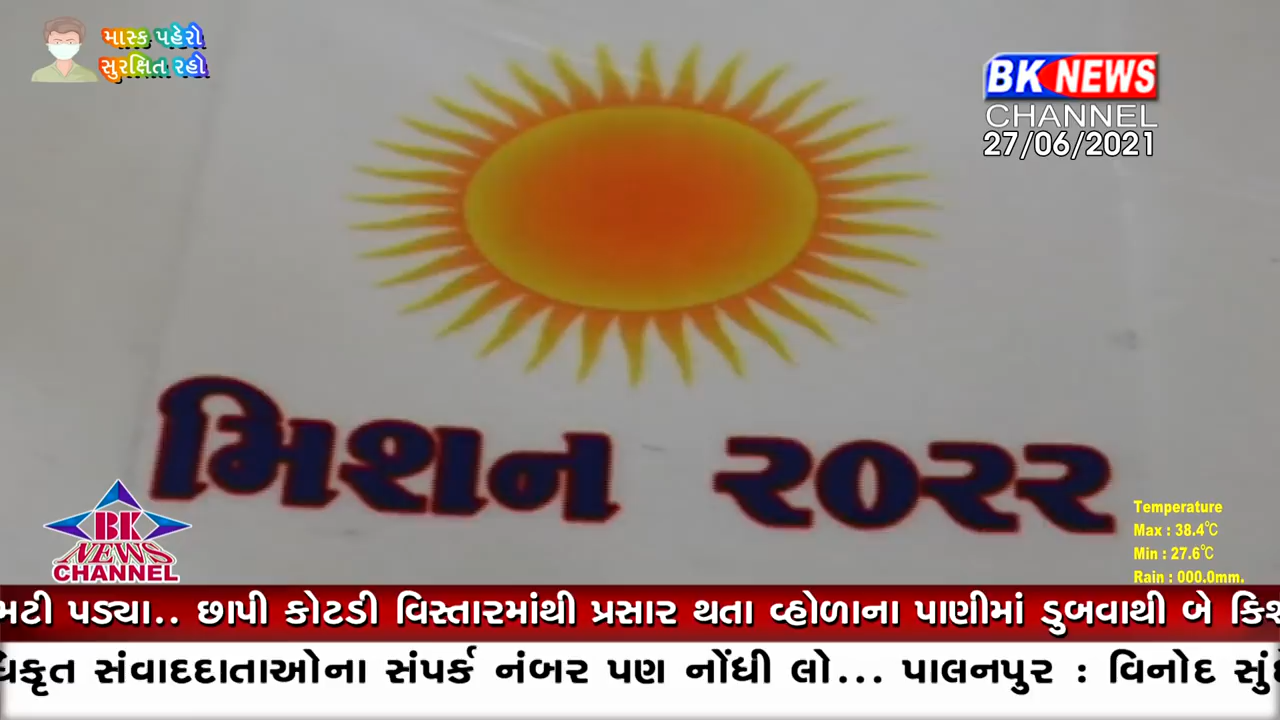 માસ્ક પહેરો
સુરક્ષિત રહો
BK NEWS
CHANNEL
27/06/2021
મિશન ૨૦૨૨
Temperature
Max : 38.4℃
Min : 27.6℃
Rain : 000.0mm.
BK
NEWS
CHANNEL
પડ્યા.. છાપી કોટડી વિસ્તારમાંથી પ્રસાર થતા વ્હોળાના પાણીમાં ડુબવાથી બે
સંવાદદાતાઓના સંપર્ક નંબર પણ નોંધી લો... પાલનપુર : વિનોદ